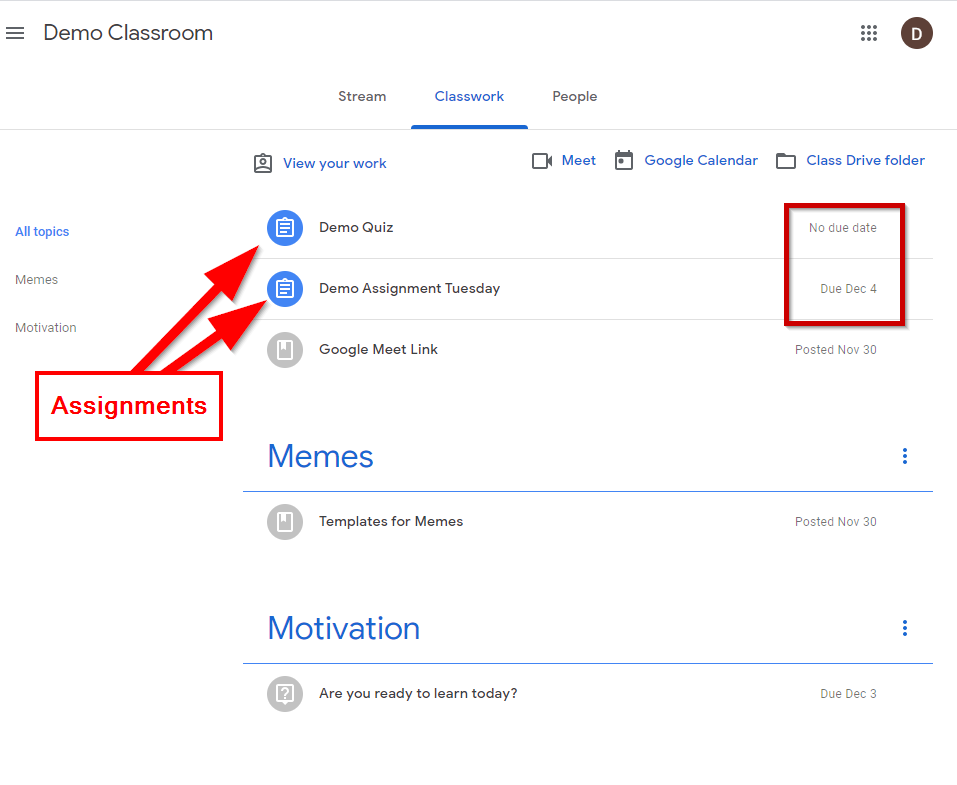 Demo Classroom
D
Stream Classwork People
View your work Meet Google Calendar Class Drive folder
All topics
Memes
Motivation
Demo Quiz No due date
Demo Assignment Tuesday Due Dec 4
Google Meet Link Posted Nov 30
Assignments
Memes
Templates for Memes Posted Nov 30
Motivation
Are you ready to learn today? Due Dec 3